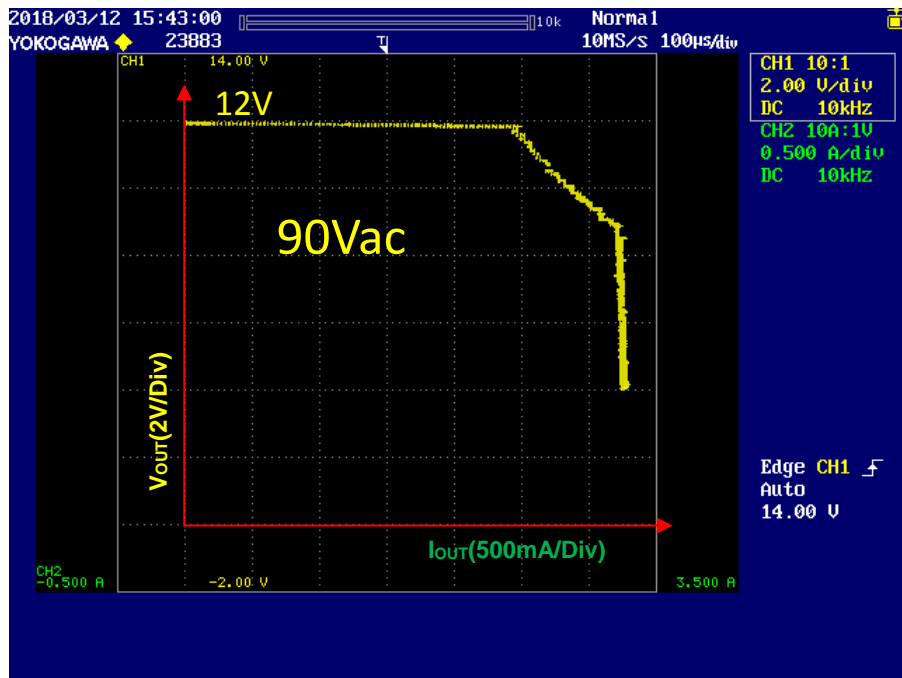 2018/03/12 15:43:00 10k Normal
YOKOGAWA 23883 T 10MS/s 100µs/div
CH1 14.00 V
CH1 10:1
2.00 V/div
DC 10kHz
CH2 10A:1V
0.500 A/div
DC 10kHz
12V
90Vac
VOUT(2V/Div)
IOUT(500mA/Div)
Edge CH1
Auto
14.00 V
CH2
-0.500 A -2.00 V 3.500 A